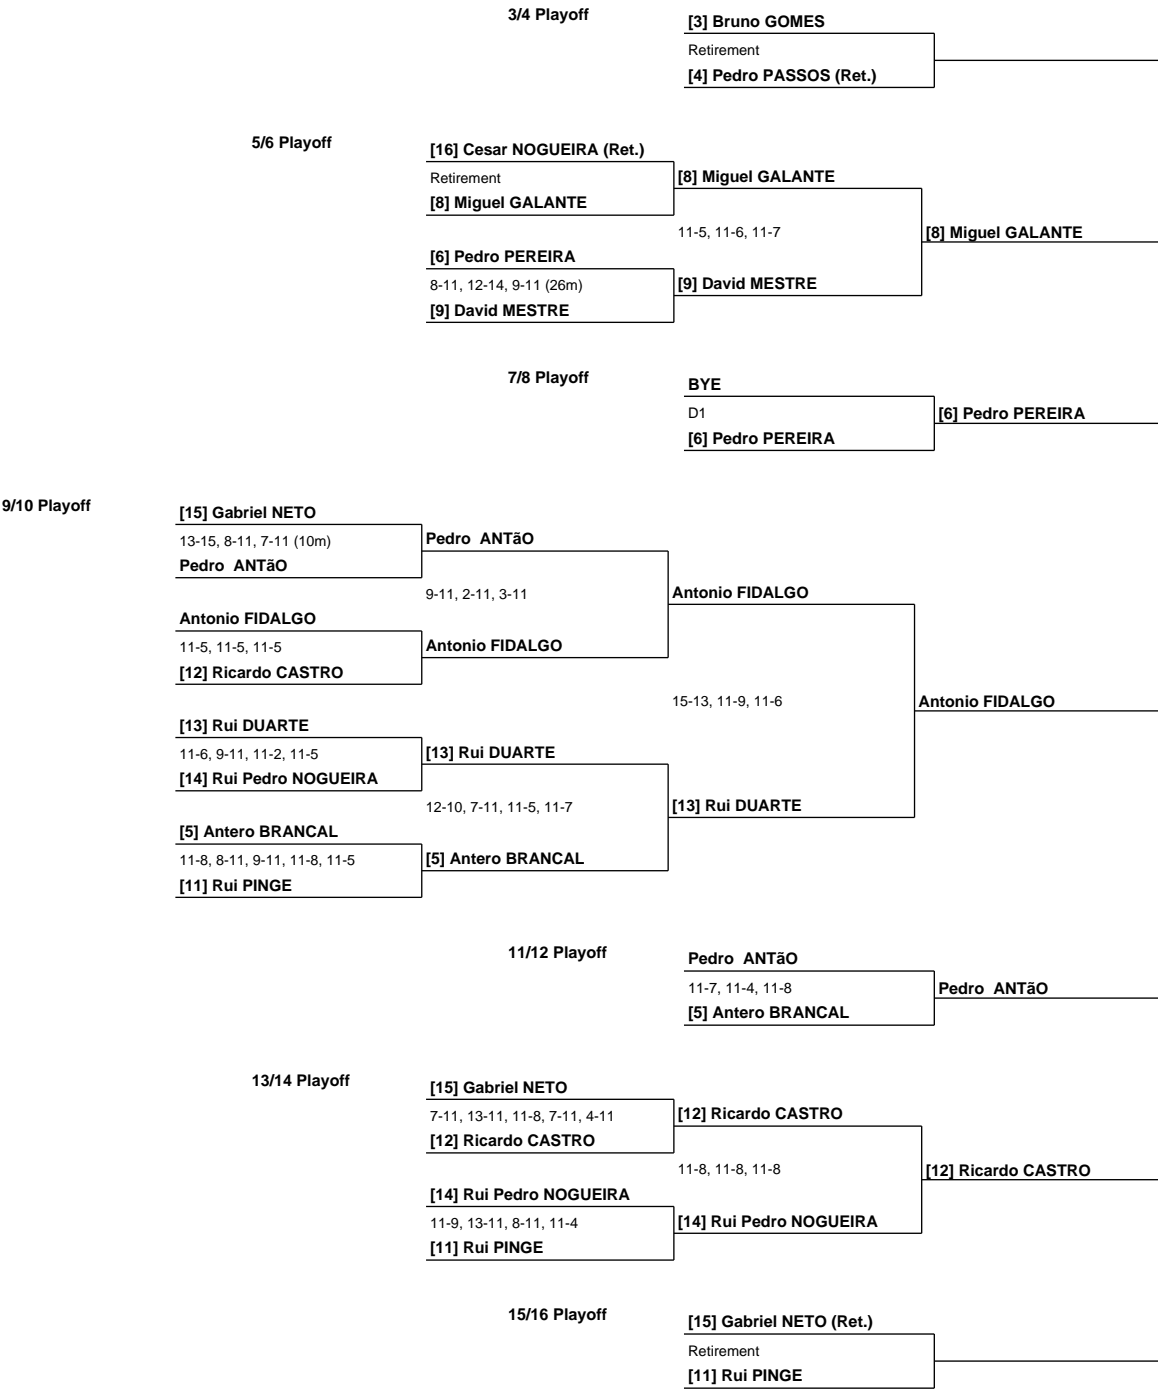 3/4 Playoff
[3] Bruno GOMES
Retirement
[4] Pedro PASSOS (Ret.)
5/6 Playoff
[16] Cesar NOGUEIRA (Ret.)
Retirement
[8] Miguel GALANTE
[8] Miguel GALANTE
11-5, 11-6, 11-7
[8] Miguel GALANTE
[6] Pedro PEREIRA
8-11, 12-14, 9-11 (26m)
[9] David MESTRE
[9] David MESTRE
7/8 Playoff
BYE
D1
[6] Pedro PEREIRA
[6] Pedro PEREIRA
9/10 Playoff
[15] Gabriel NETO
13-15, 8-11, 7-11 (10m)
Pedro  ANTãO
Pedro  ANTãO
9-11, 2-11, 3-11
Antonio FIDALGO
Antonio FIDALGO
11-5, 11-5, 11-5
Antonio FIDALGO
[12] Ricardo CASTRO
15-13, 11-9, 11-6
Antonio FIDALGO
[13] Rui DUARTE
11-6, 9-11, 11-2, 11-5
[13] Rui DUARTE
[14] Rui Pedro NOGUEIRA
12-10, 7-11, 11-5, 11-7
[13] Rui DUARTE
[5] Antero BRANCAL
11-8, 8-11, 9-11, 11-8, 11-5
[5] Antero BRANCAL
[11] Rui PINGE
11/12 Playoff
Pedro  ANTãO
11-7, 11-4, 11-8
Pedro  ANTãO
[5] Antero BRANCAL
13/14 Playoff
[15] Gabriel NETO
7-11, 13-11, 11-8, 7-11, 4-11
[12] Ricardo CASTRO
[12] Ricardo CASTRO
11-8, 11-8, 11-8
[12] Ricardo CASTRO
[14] Rui Pedro NOGUEIRA
11-9, 13-11, 8-11, 11-4
[14] Rui Pedro NOGUEIRA
[11] Rui PINGE
15/16 Playoff
[15] Gabriel NETO (Ret.)
Retirement
[11] Rui PINGE